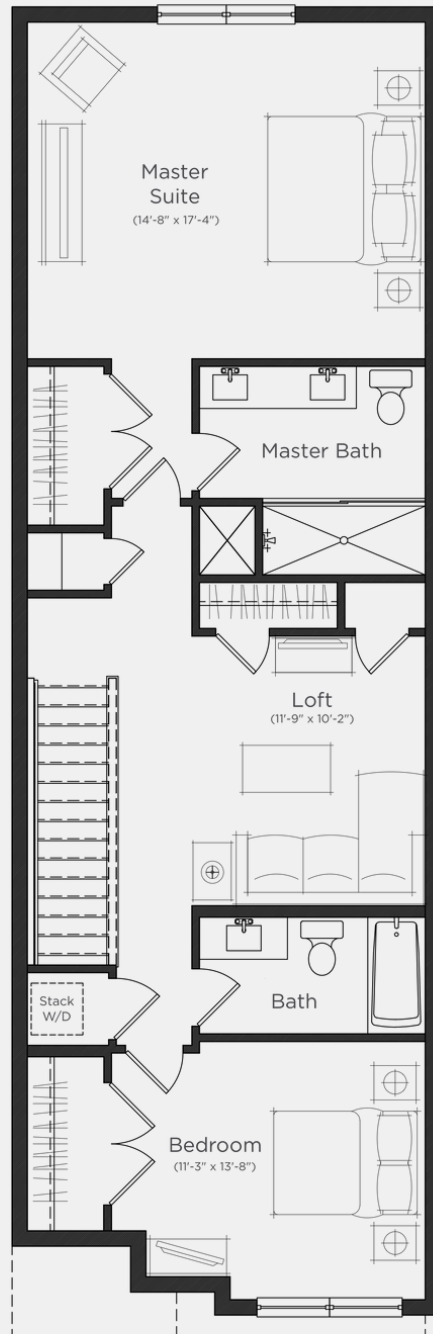 Master
Suite
(14'-8" x 17'-4")
Master Bath
Loft
(11'-9" x 10'-2")
Stack
W/D
Bath
Bedroom
(11'-3" x 13'-8")